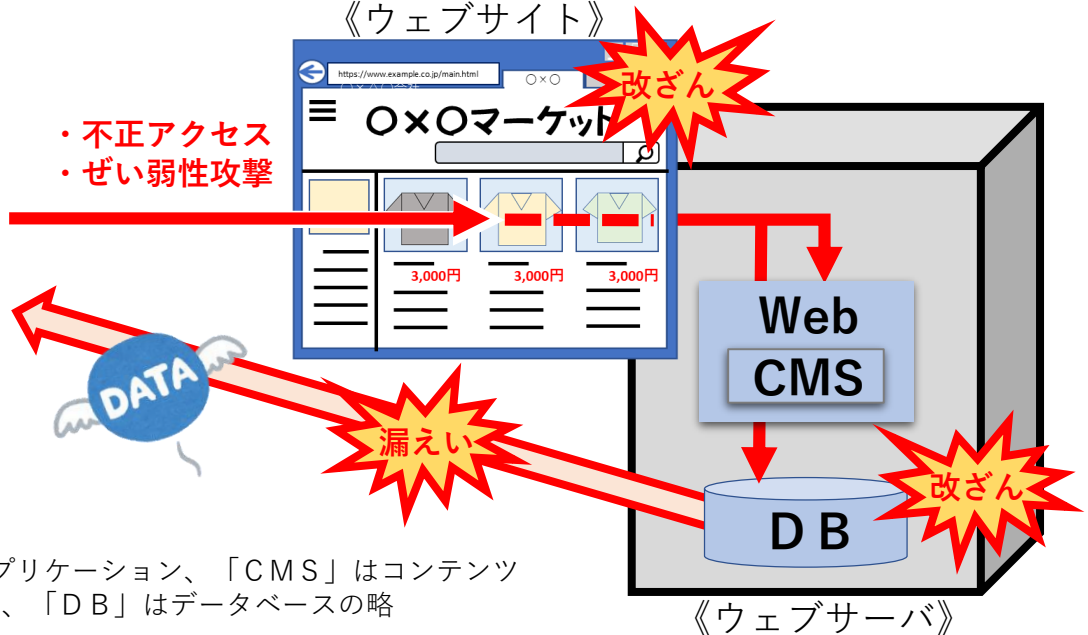 《ウェブサイト》
https://www.example.co.jp/main.html
○×○
改ざん
○×○マーケット
・不正アクセス
・ぜい弱性攻撃
3,000円
3,000円
3,000円
Web
CMS
DATA
漏えい
改ざん
ＤＢ
プリケーション、「ＣＭＳ」はコンテンツ
、「ＤＢ」はデータベースの略
《ウェブサーバ》